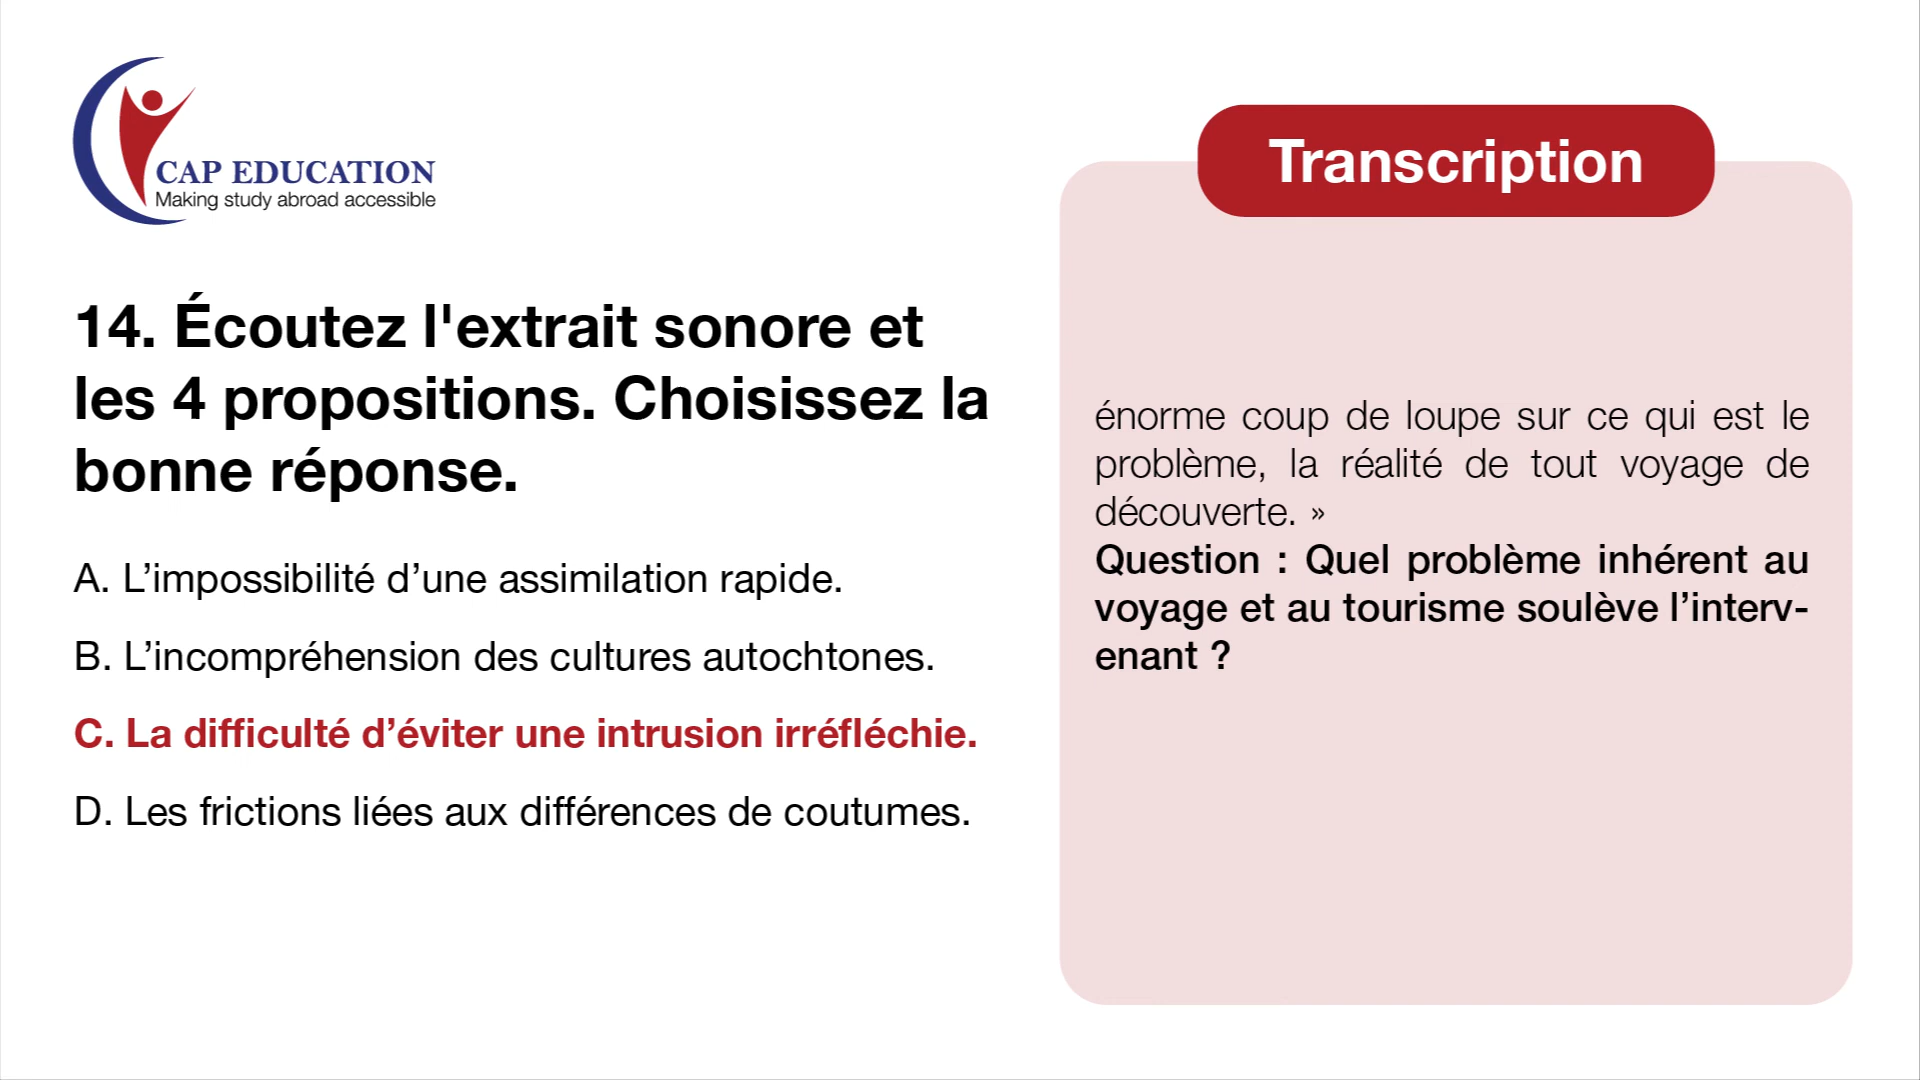 CAP EDUCATION
Making study abroad accessible
14. Écoutez l'extrait sonore et
les 4 propositions. Choisissez la
bonne réponse.
A. L’impossibilité d’une assimilation rapide.
B. L’incompréhension des cultures autochtones.
C. La difficulté d’éviter une intrusion irréfléchie.
D. Les frictions liées aux différences de coutumes.
Transcription
énorme coup de loupe sur ce qui est le
problème, la réalité de tout voyage de
découverte. »
Question : Quel problème inhérent au
voyage et au tourisme soulève l’interv-
enant ?